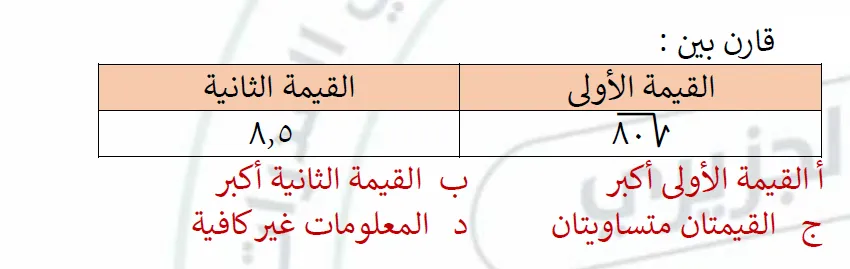 قارن بين :
القيمة الأولى القيمة الثانية
√٨٠ ٨,٥
أ القيمة الأولى أكبر ب القيمة الثانية أكبر
ج القيمتان متساويتان د المعلومات غير كافية